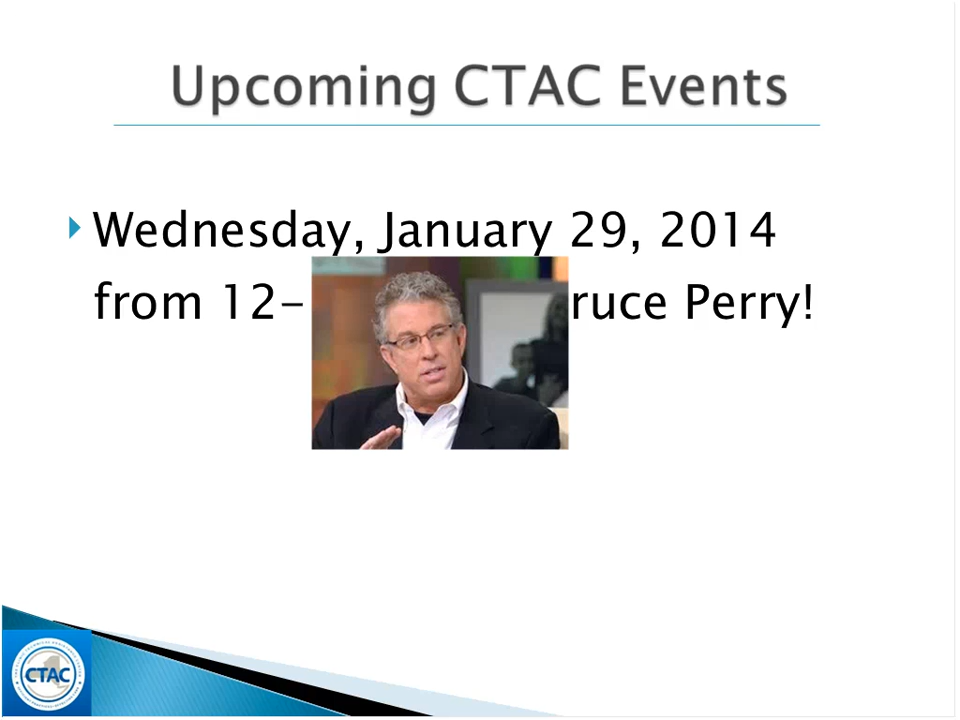 Upcoming CTAC Events
Wednesday, January 29, 2014
from 12- ruce Perry!
CTAC